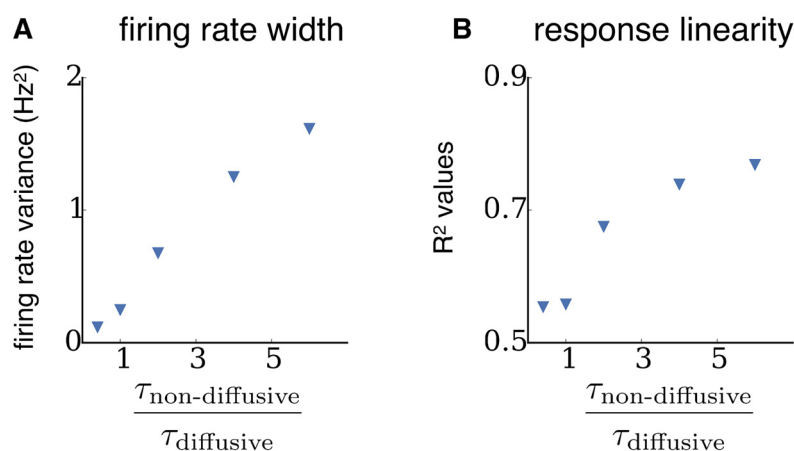 A firing rate width
firing rate variance (Hz²)
2
1
0
1 3 5
τnon-diffusive
τdiffusive
B response linearity
R² values
0.9
0.7
0.5
1 3 5
τnon-diffusive
τdiffusive